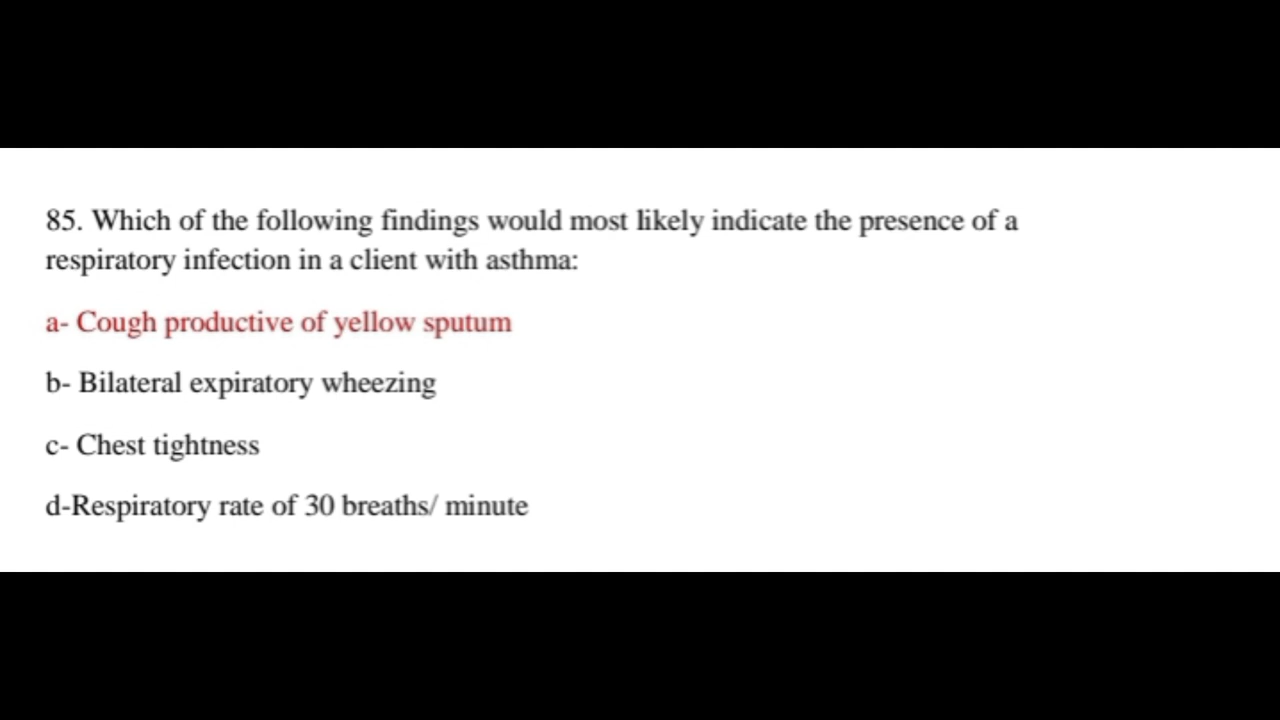 85. Which of the following findings would most likely indicate the presence of a
respiratory infection in a client with asthma:
a- Cough productive of yellow sputum
b- Bilateral expiratory wheezing
c- Chest tightness
d-Respiratory rate of 30 breaths/ minute